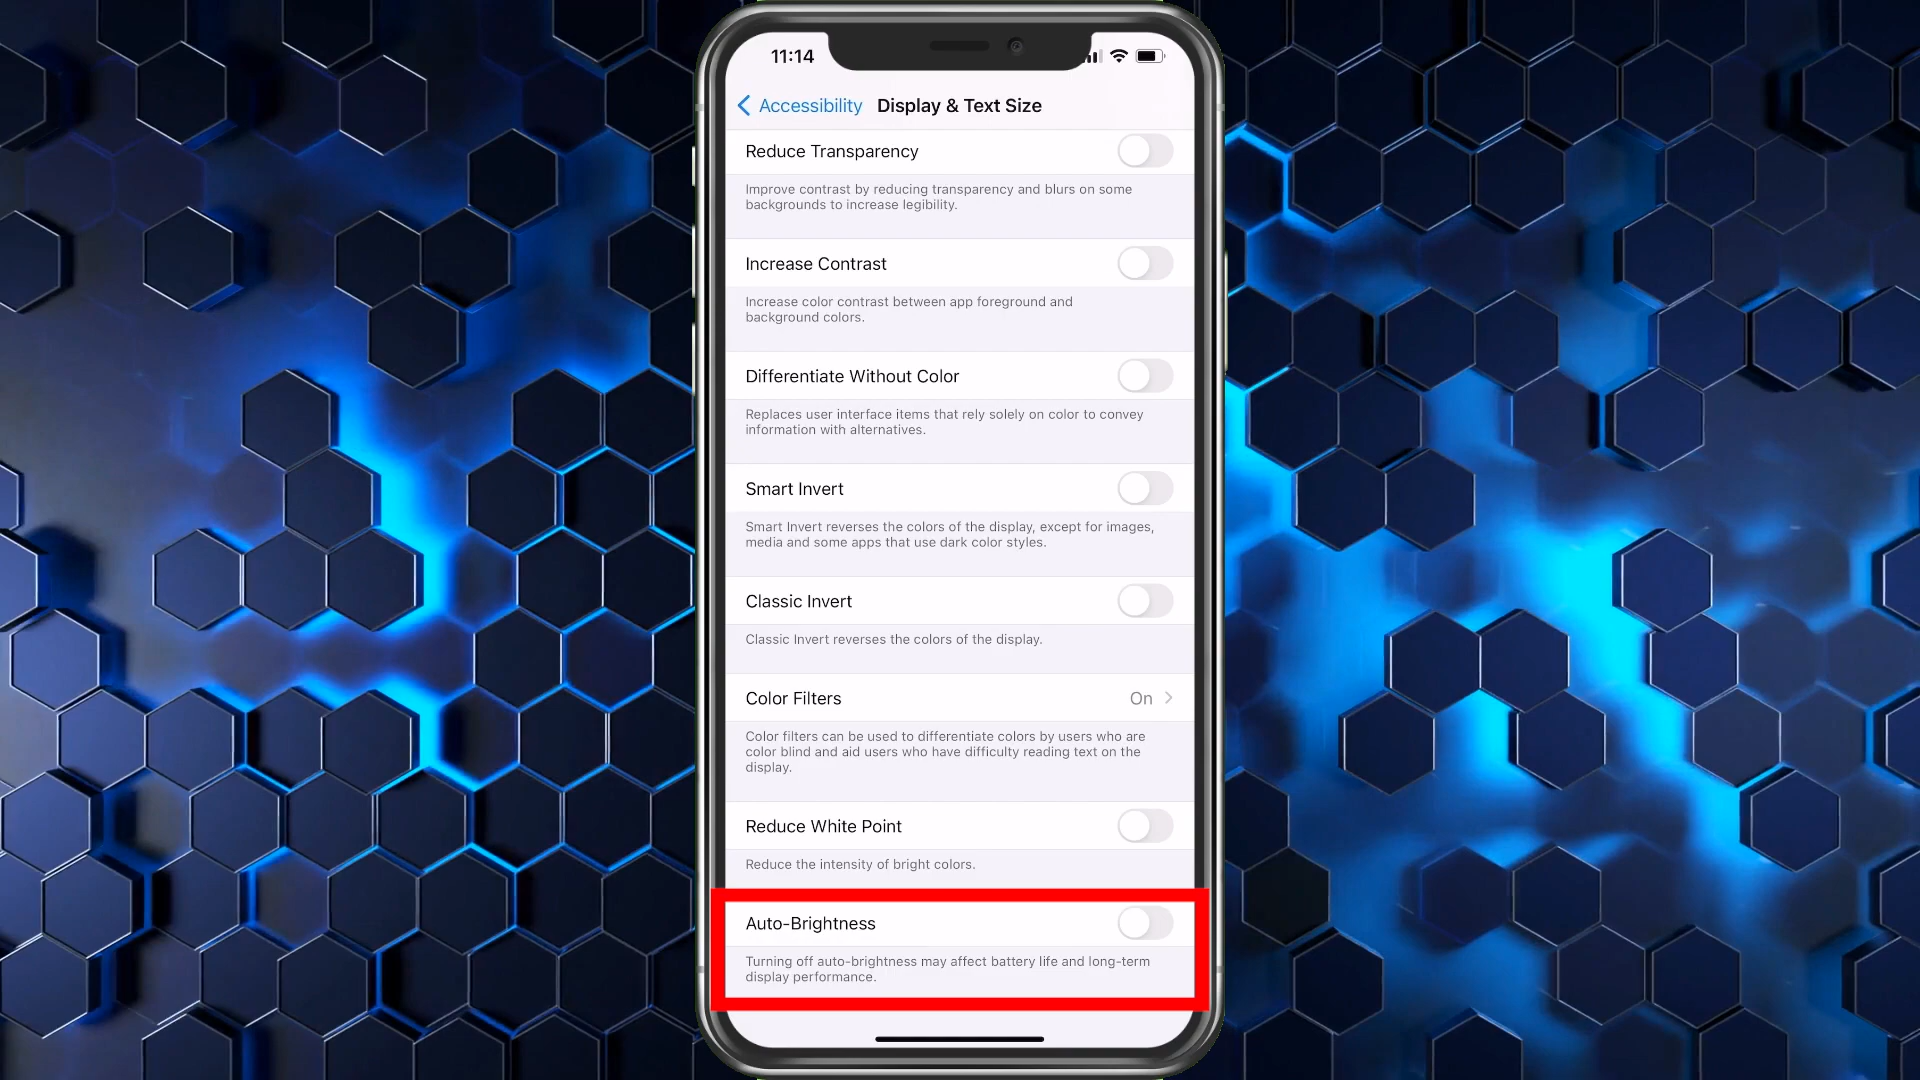 11:14
Accessibility Display & Text Size
Reduce Transparency
Improve contrast by reducing transparency and blurs on some
backgrounds to increase legibility.
Increase Contrast
Increase color contrast between app foreground and
background colors.
Differentiate Without Color
Replaces user interface items that rely solely on color to convey
information with alternatives.
Smart Invert
Smart Invert reverses the colors of the display, except for images,
media and some apps that use dark color styles.
Classic Invert
Classic Invert reverses the colors of the display.
Color Filters On
Color filters can be used to differentiate colors by users who are
color blind and aid users who have difficulty reading text on the
display.
Reduce White Point
Reduce the intensity of bright colors.
Auto-Brightness
Turning off auto-brightness may affect battery life and long-term
display performance.